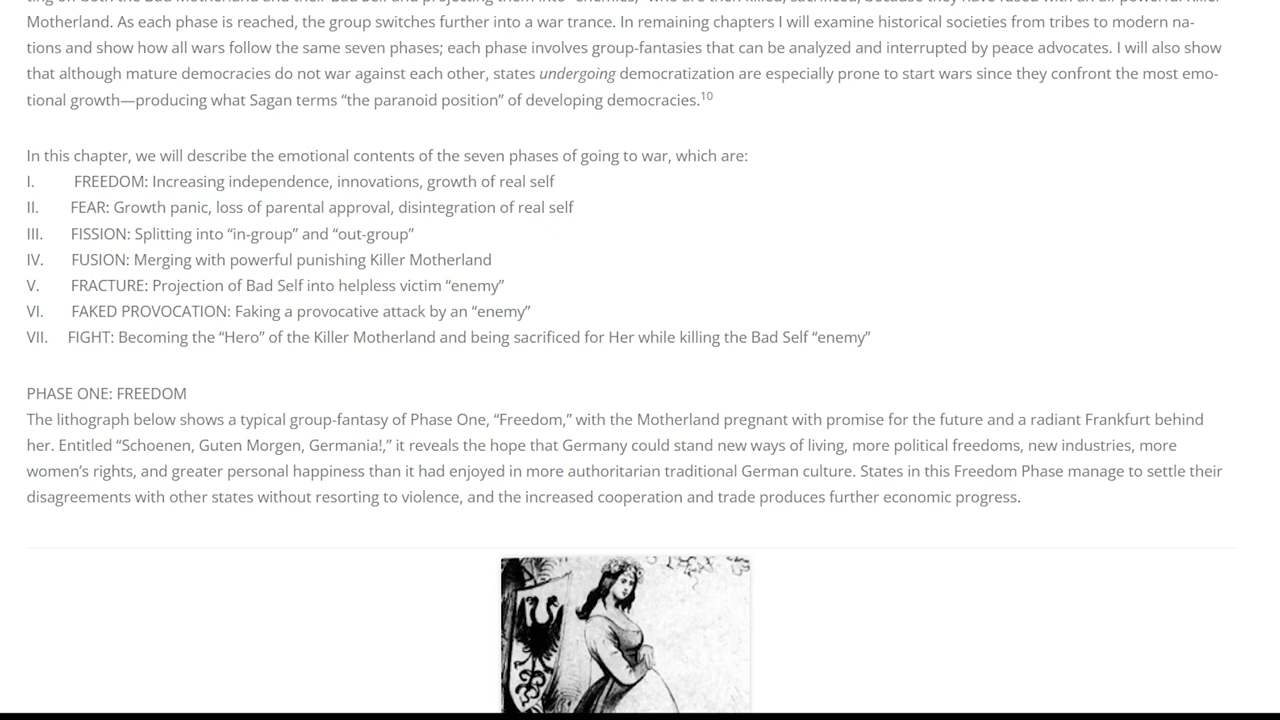 Motherland. As each phase is reached, the group switches further into a war trance. In remaining chapters I will examine historical societies from tribes to modern na-
tions and show how all wars follow the same seven phases; each phase involves group-fantasies that can be analyzed and interrupted by peace advocates. I will also show
that although mature democracies do not war against each other, states undergoing democratization are especially prone to start wars since they confront the most emo-
tional growth—producing what Sagan terms “the paranoid position” of developing democracies.10
In this chapter, we will describe the emotional contents of the seven phases of going to war, which are:
I. FREEDOM: Increasing independence, innovations, growth of real self
II. FEAR: Growth panic, loss of parental approval, disintegration of real self
III. FISSION: Splitting into “in-group” and “out-group”
IV. FUSION: Merging with powerful punishing Killer Motherland
V. FRACTURE: Projection of Bad Self into helpless victim “enemy”
VI. FAKED PROVOCATION: Faking a provocative attack by an “enemy”
VII. FIGHT: Becoming the “Hero” of the Killer Motherland and being sacrificed for Her while killing the Bad Self “enemy”
PHASE ONE: FREEDOM
The lithograph below shows a typical group-fantasy of Phase One, “Freedom,” with the Motherland pregnant with promise for the future and a radiant Frankfurt behind
her. Entitled “Schoenen, Guten Morgen, Germania!,” it reveals the hope that Germany could stand new ways of living, more political freedoms, new industries, more
women’s rights, and greater personal happiness than it had enjoyed in more authoritarian traditional German culture. States in this Freedom Phase manage to settle their
disagreements with other states without resorting to violence, and the increased cooperation and trade produces further economic progress.